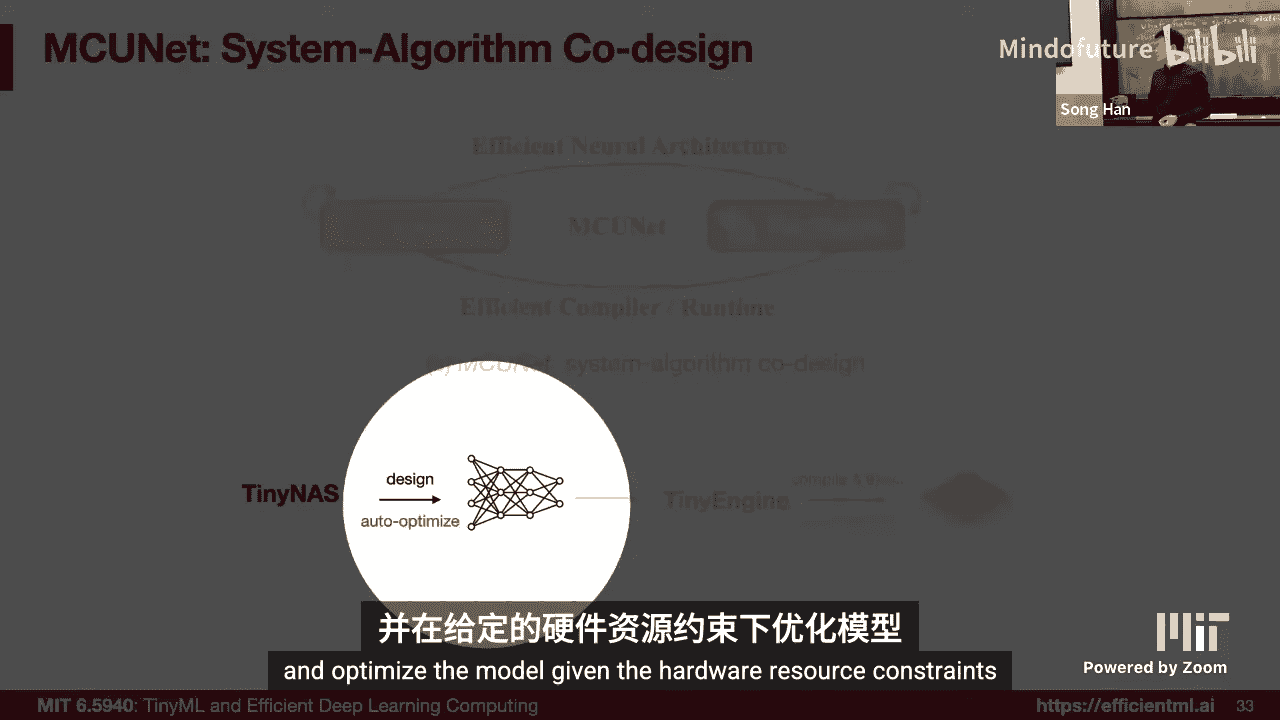 MCUNet: System-Algorithm Co-design
Mindofuture bilibili
Song Han
Efficient Neural Architecture
MCUNet
Efficient Compiler / Runtime
(b) MCUNet system-algorithm co-design
design
TinyNAS
auto-optimize
TinyEngine
并在给定的硬件资源约束下优化模型
and optimize the model given the hardware resource constraints
MIT
Powered by Zoom
MIT 6.5940: TinyML and Efficient Deep Learning Computing
https://efficientml.ai 33